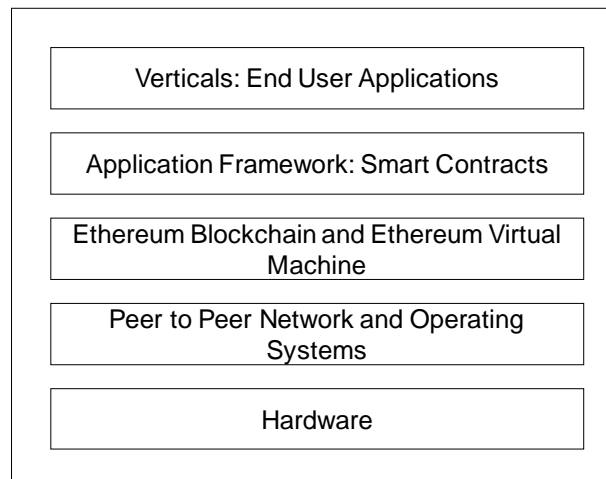 Verticals: End User Applications
Application Framework: Smart Contracts
Ethereum Blockchain and Ethereum Virtual
Machine
Peer to Peer Network and Operating
Systems
Hardware